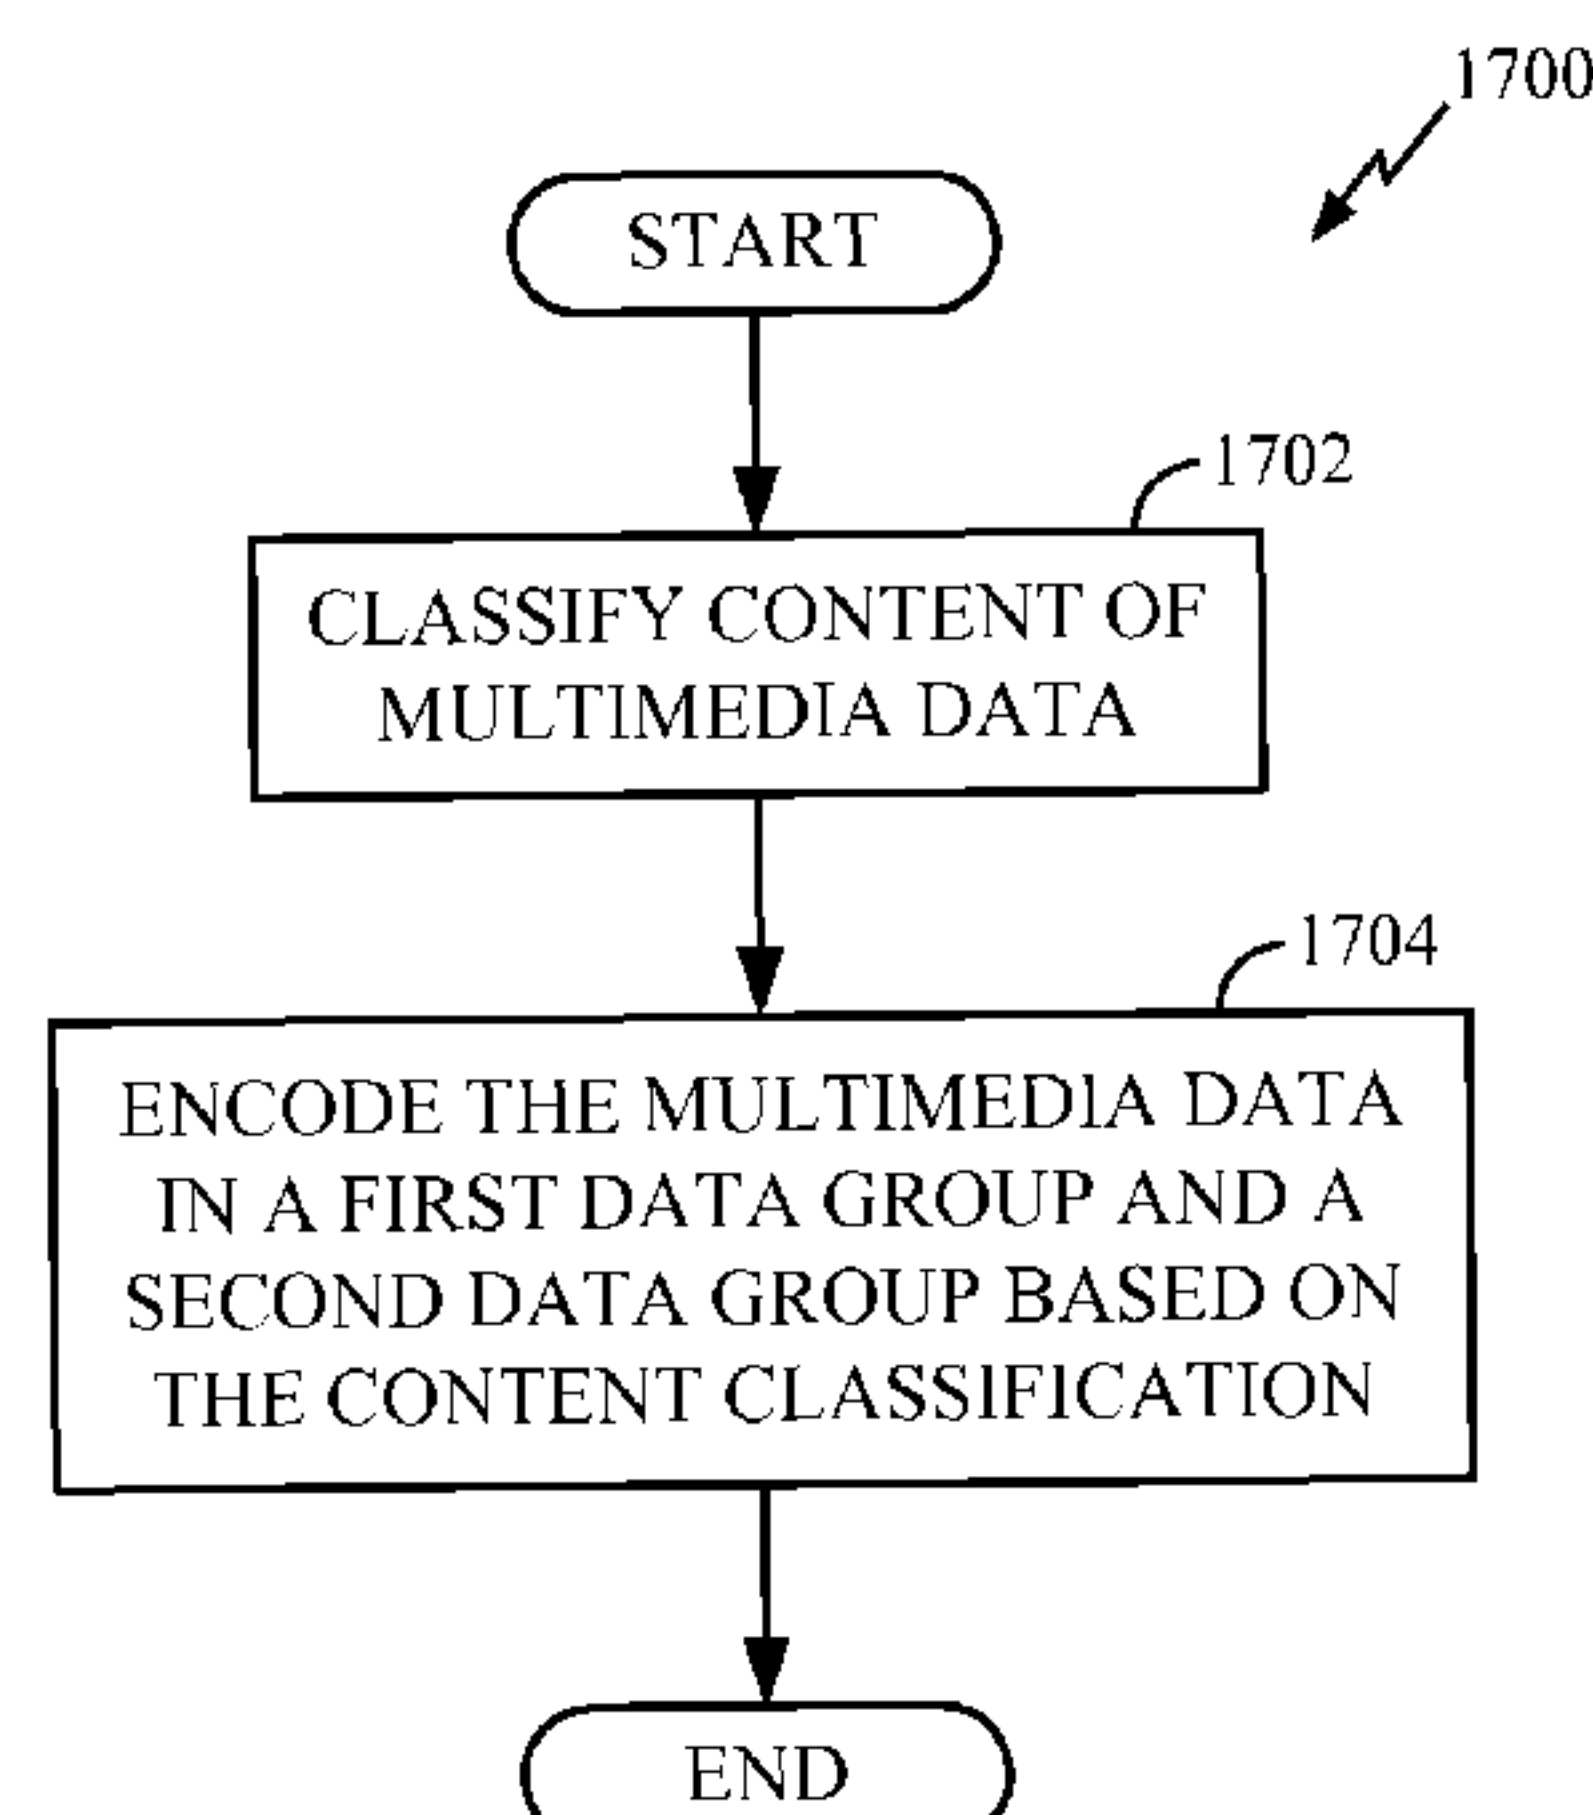 1700
START
1702
CLASSIFY CONTENT OF
MULTIMEDIA DATA
1704
ENCODE THE MULTIMEDIA DATA
IN A FIRST DATA GROUP AND A
SECOND DATA GROUP BASED ON
THE CONTENT CLASSIFICATION
END